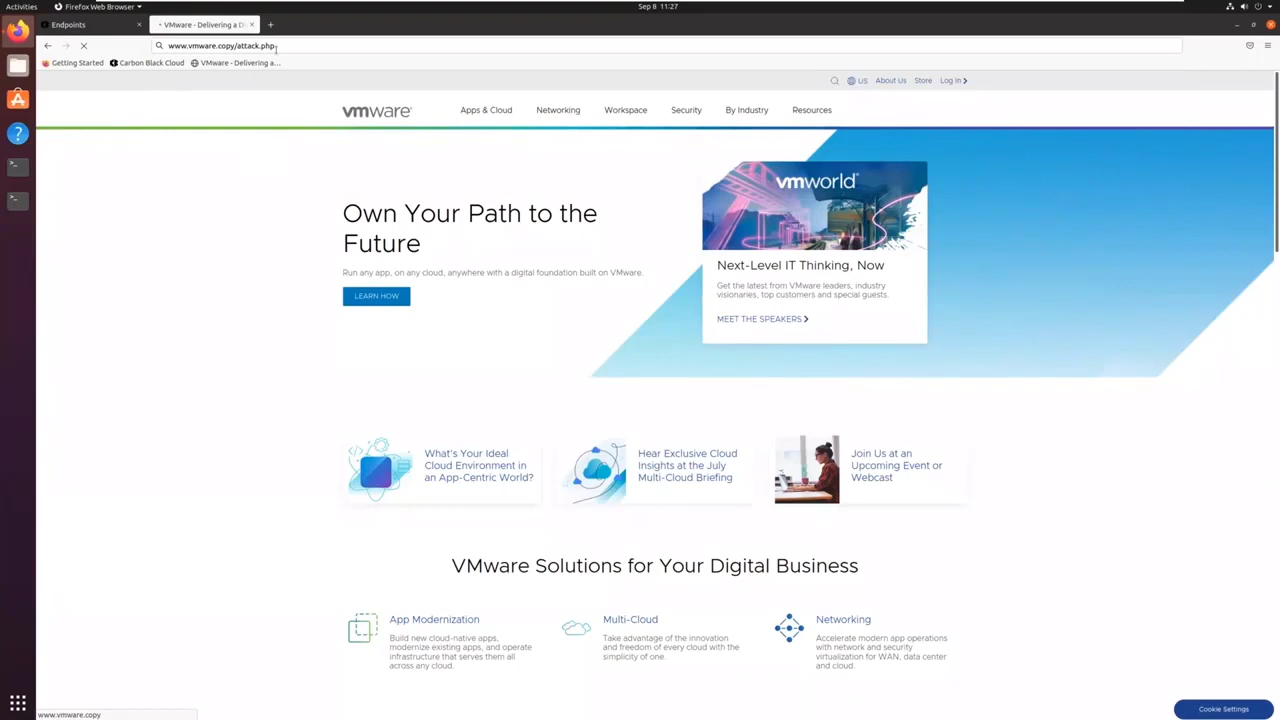 Activities
Firefox Web Browser
Sep 8 11:27
Endpoints
VMware - Delivering a D
www.vmware.copy/attack.php
Getting Started
Carbon Black Cloud
VMware - Delivering a...
US
About Us
Store
Log In
vmware
Apps & Cloud
Networking
Workspace
Security
By Industry
Resources
Own Your Path to the
Future
Run any app, on any cloud, anywhere with a digital foundation built on VMware.
LEARN HOW
vmworld
Next-Level IT Thinking, Now
Get the latest from VMware leaders, industry
visionaries, top customers and special guests.
MEET THE SPEAKERS
What's Your Ideal
Cloud Environment in
an App-Centric World?
Hear Exclusive Cloud
Insights at the July
Multi-Cloud Briefing
Join Us at an
Upcoming Event or
Webcast
VMware Solutions for Your Digital Business
App Modernization
Build new cloud-native apps,
modernize existing apps, and operate
infrastructure that serves them all
across any cloud.
Multi-Cloud
Take advantage of the innovation
and freedom of every cloud with the
simplicity of one.
Networking
Accelerate modern app operations
with network and security
virtualization for WAN, data center
and cloud.
www.vmware.copy
Cookie Settings